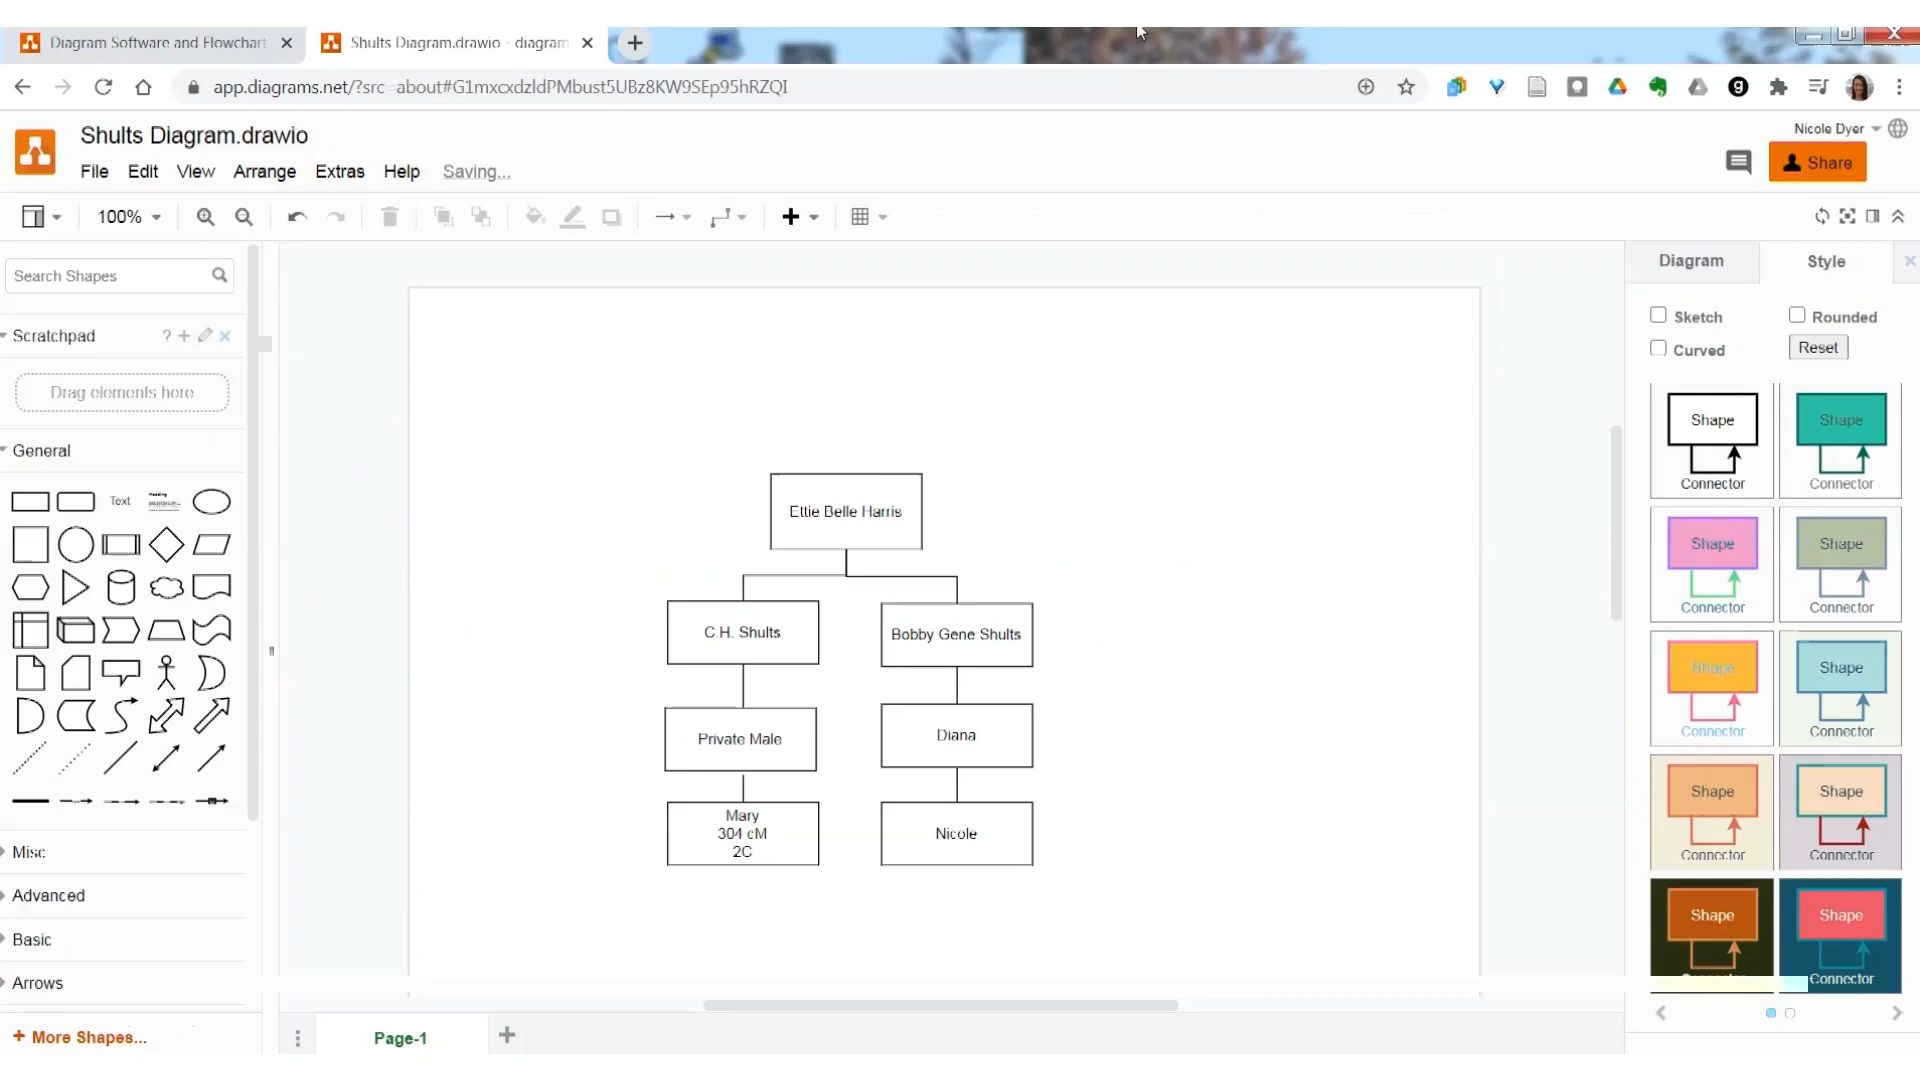 Diagram Software and Flowchart
Shults Diagram.drawio - diagram
app.diagrams.net/?src=about#G1mxcxdzldPMbust5UBz8KW9SEp95hRZQI
Shults Diagram.drawio
Nicole Dyer
File Edit View Arrange Extras Help Saving...
Share
100%
Search Shapes
Diagram Style
Scratchpad ?
Sketch Rounded
Curved Reset
Drag elements here
General
Text
Heading
Shape Shape
Connector Connector
Shape Shape
Connector Connector
Shape Shape
Connector Connector
Shape Shape
Connector Connector
Shape Shape
Connector
Ettie Belle Harris
C.H. Shults
Bobby Gene Shults
Private Male
Diana
Mary
304 cM
2C
Nicole
Misc
Advanced
Basic
Arrows
+ More Shapes...
Page-1